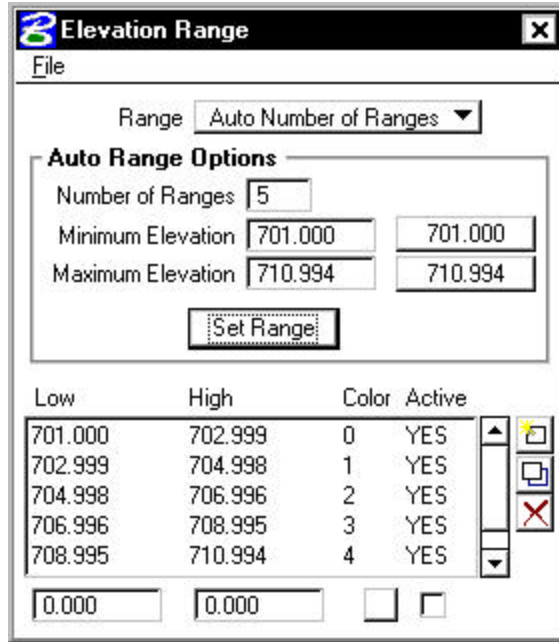 Elevation Range
File
Range Auto Number of Ranges
Auto Range Options
Number of Ranges 5
Minimum Elevation 701.000 701.000
Maximum Elevation 710.994 710.994
Set Range
Low High Color Active
701.000 702.999 0 YES
702.999 704.998 1 YES
704.998 706.996 2 YES
706.996 708.995 3 YES
708.995 710.994 4 YES
0.000 0.000